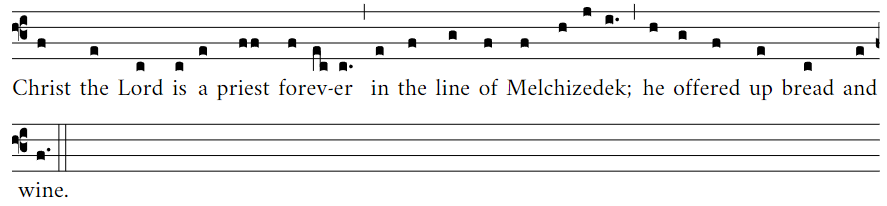 Christ the Lord is a priest forev-er in the line of Melchizedek; he offered up bread and
wine.